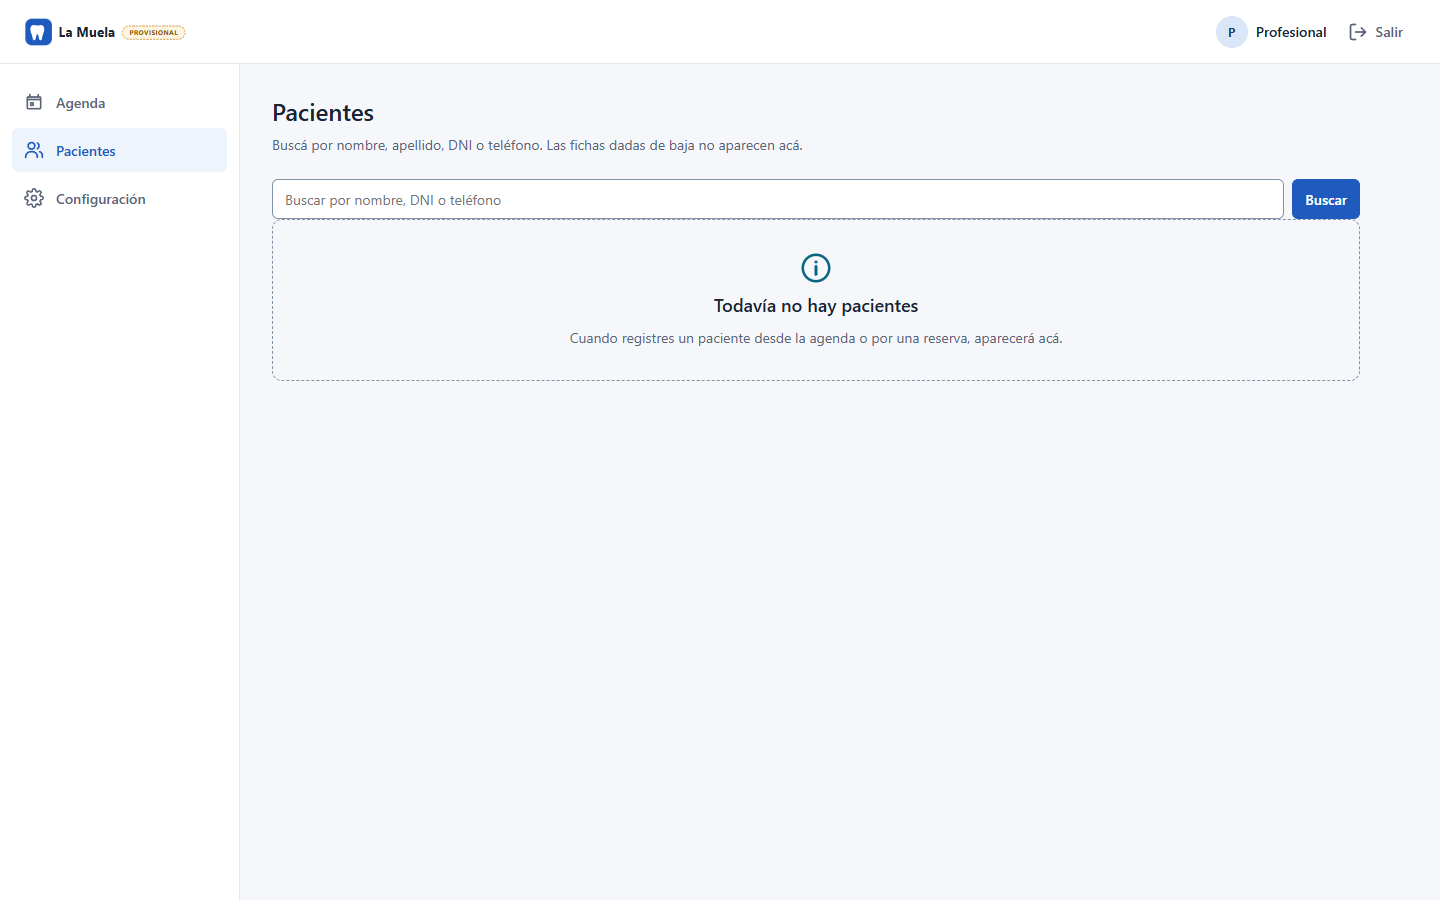 La Muela
PROVISIONAL
P
Profesional
Salir
Agenda
Pacientes
Configuración
Pacientes
Buscá por nombre, apellido, DNI o teléfono. Las fichas dadas de baja no aparecen acá.
Buscar por nombre, DNI o teléfono
Buscar
Todavía no hay pacientes
Cuando registres un paciente desde la agenda o por una reserva, aparecerá acá.